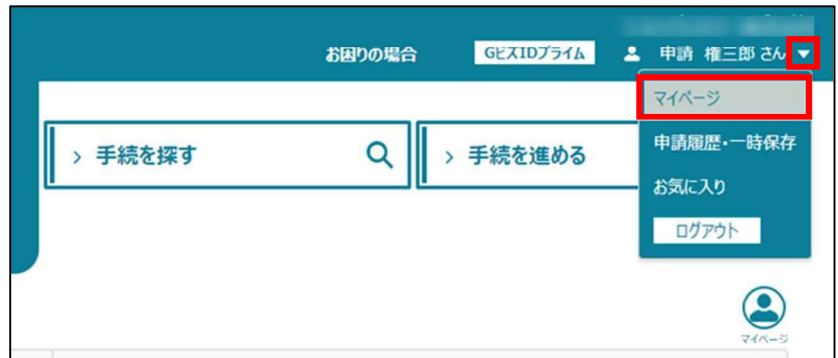 お困りの場合
GビズIDプライム
申請 権三郎 さん ▼
マイページ
申請履歴・一時保存
お気に入り
ログアウト
> 手続を探す
> 手続を進める
マイページ